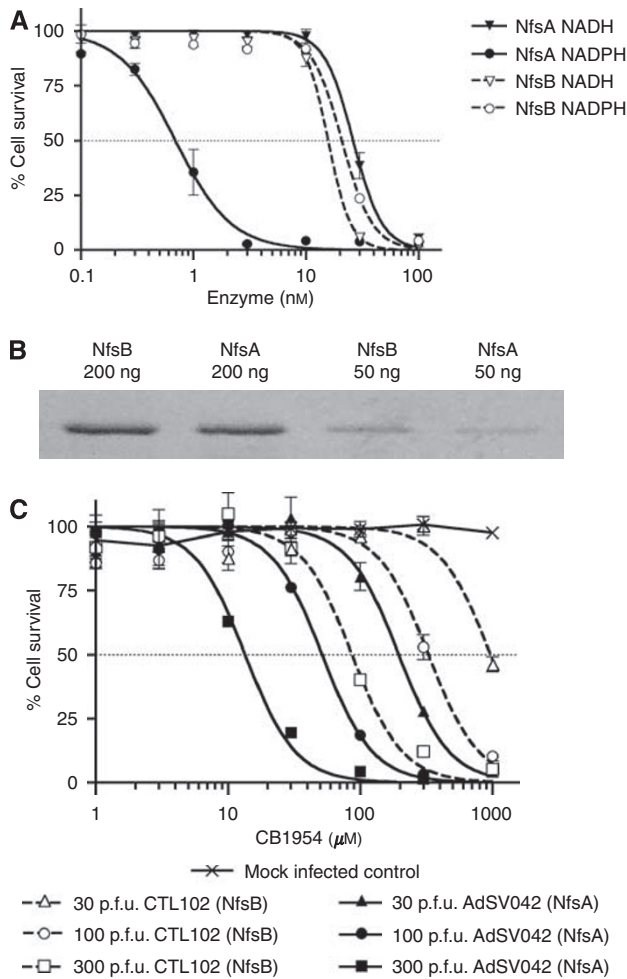 A
% Cell survival
100
75
50
25
0
0.1 1 10 100
Enzyme (nM)
NfsA NADH
NfsA NADPH
NfsB NADH
NfsB NADPH
B
NfsB NfsA NfsB NfsA
200 ng 200 ng 50 ng 50 ng
C
% Cell survival
100
75
50
25
0
1 10 100 1000
CB1954 (μM)
Mock infected control
30 p.f.u. CTL102 (NfsB) 30 p.f.u. AdSV042 (NfsA)
100 p.f.u. CTL102 (NfsB) 100 p.f.u. AdSV042 (NfsA)
300 p.f.u. CTL102 (NfsB) 300 p.f.u. AdSV042 (NfsA)